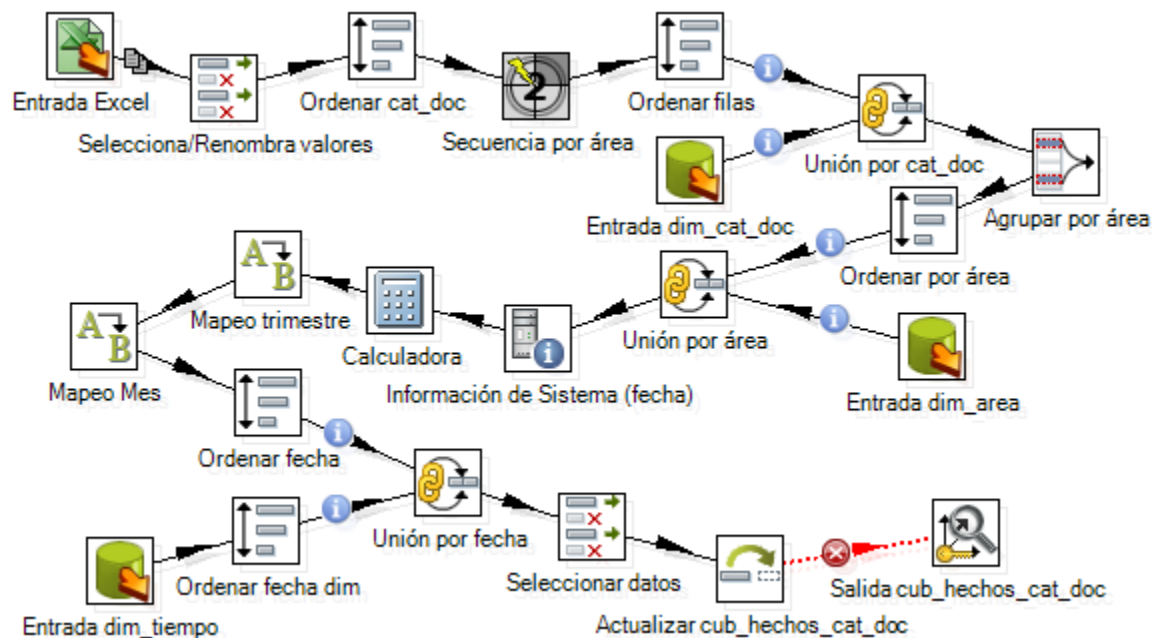 Entrada Excel
Selecciona/Renombra valores
Ordenar cat_doc
2
Secuencia por área
Ordenar filas
Entrada dim_cat_doc
Unión por cat_doc
Agrupar por área
Ordenar por área
Unión por área
Entrada dim_area
Información de Sistema (fecha)
Calculadora
A
B
Mapeo trimestre
A
B
Mapeo Mes
Ordenar fecha
Entrada dim_tiempo
Ordenar fecha dim
Unión por fecha
Seleccionar datos
Actualizar cub_hechos_cat_doc
Salida cub_hechos_cat_doc